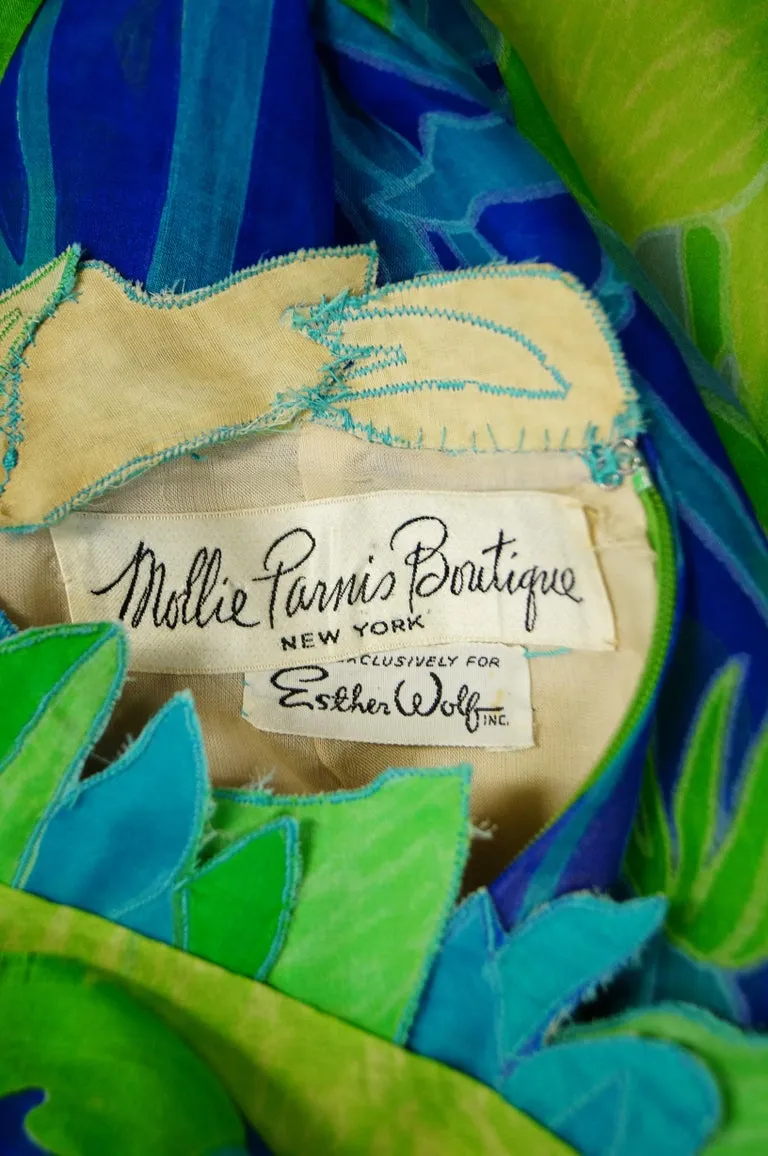 Mollie Parnis Boutique
NEW YORK
XCLUSIVELY FOR
Esther Wolf INC.